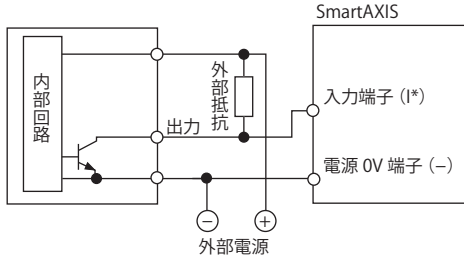 SmartAXIS
内部回路
外部抵抗
出力
入力端子（I*）
電源 0V 端子（−）
−
+
外部電源